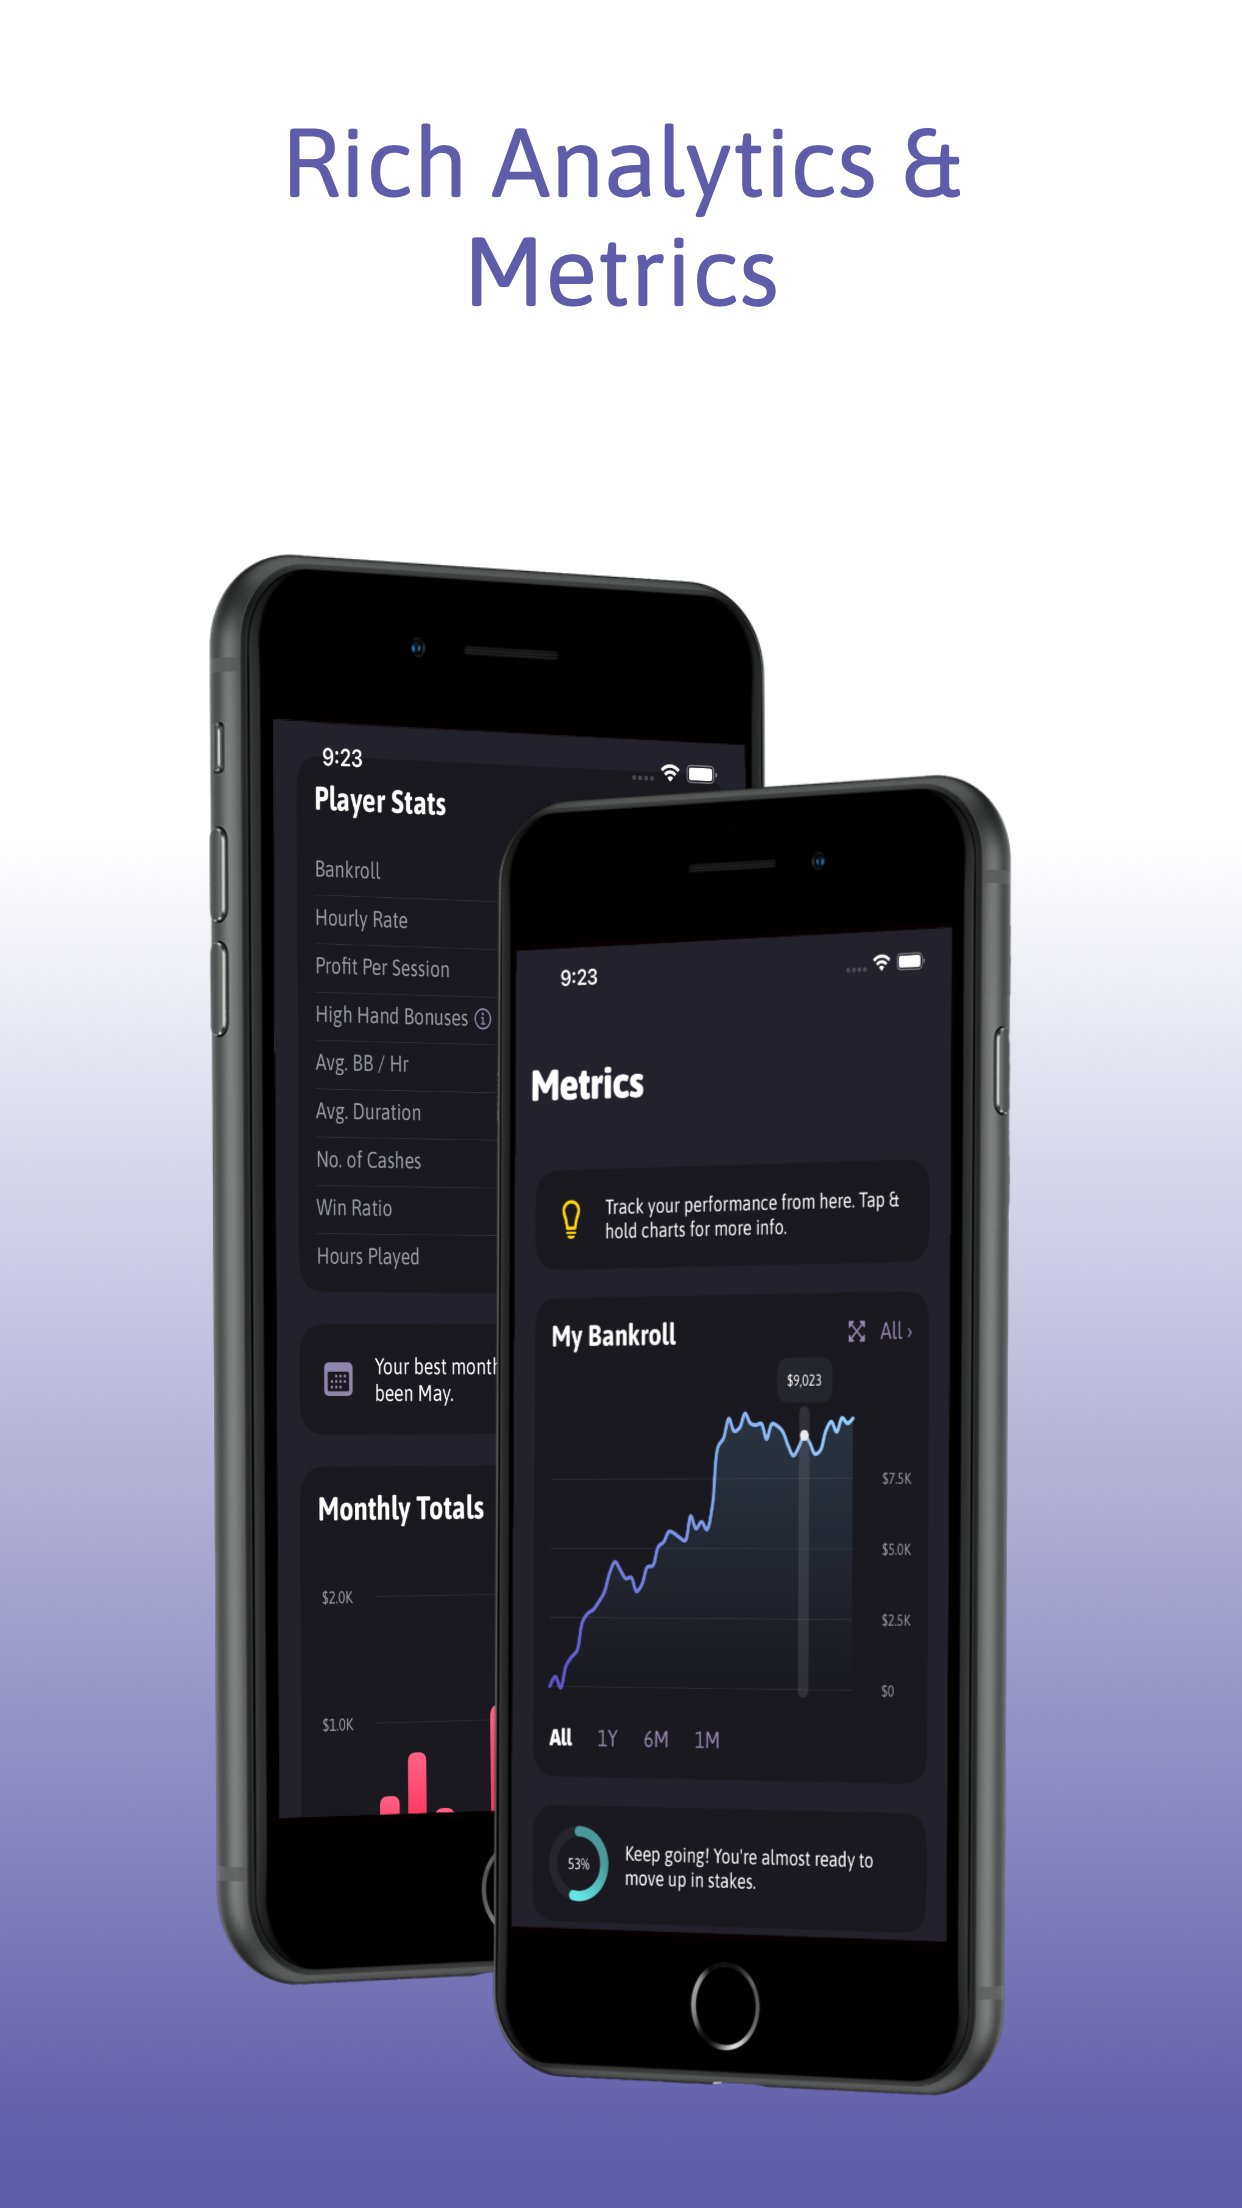 Rich Analytics &
Metrics
9:23
Player Stats
Bankroll
Hourly Rate
Profit Per Session
High Hand Bonuses
Avg. BB / Hr
Avg. Duration
No. of Cashes
Win Ratio
Hours Played
Your best month
been May.
Monthly Totals
$2.0K
$1.0K
9:23
Metrics
Track your performance from here. Tap &
hold charts for more info.
My Bankroll
All ›
$9,023
$7.5K
$5.0K
$2.5K
$0
All 1Y 6M 1M
53%
Keep going! You're almost ready to
move up in stakes.